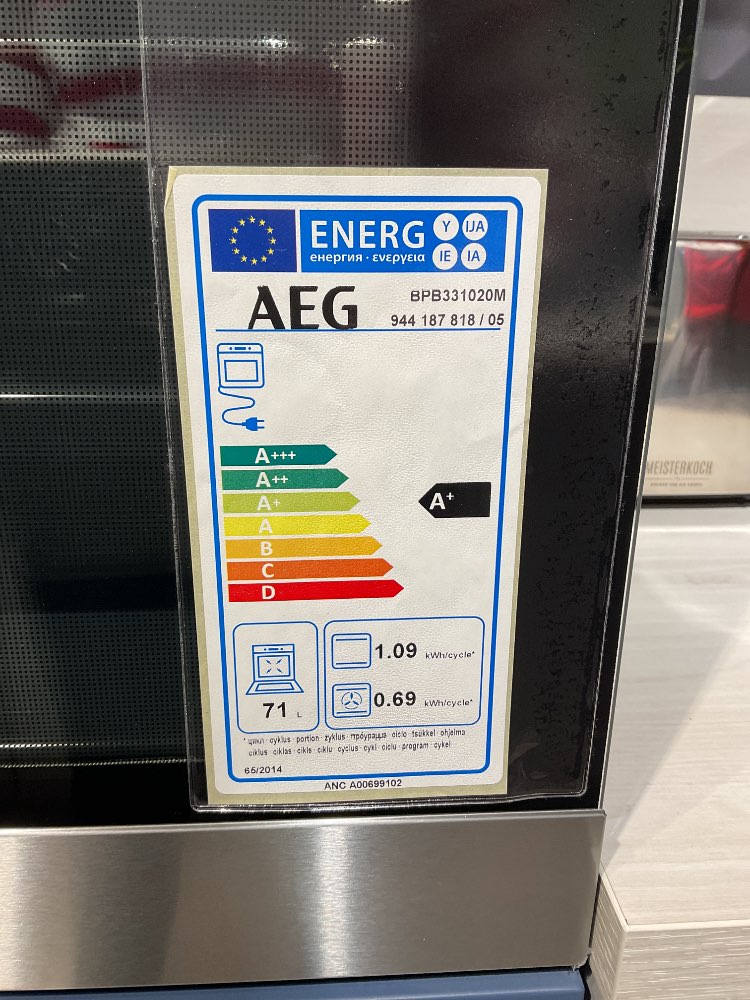 ENERG Y IJA
енергия · ενεργεια IE IA
AEG
BPB331020M
944 187 818 / 05
A+++
A++
A+
A
B
C
D
A+
71 L
1.09 kWh/cycle*
0.69 kWh/cycle*
* цикл · cyklus · portion · zyklus · πρόγραμμα · ciclo · tsükkel · ohjelma
ciklus · ciklas · cikls · ciklu · cyclus · cykl · ciclu · program · cykel
65/2014
ANC A00699102
MEISTERKOCH